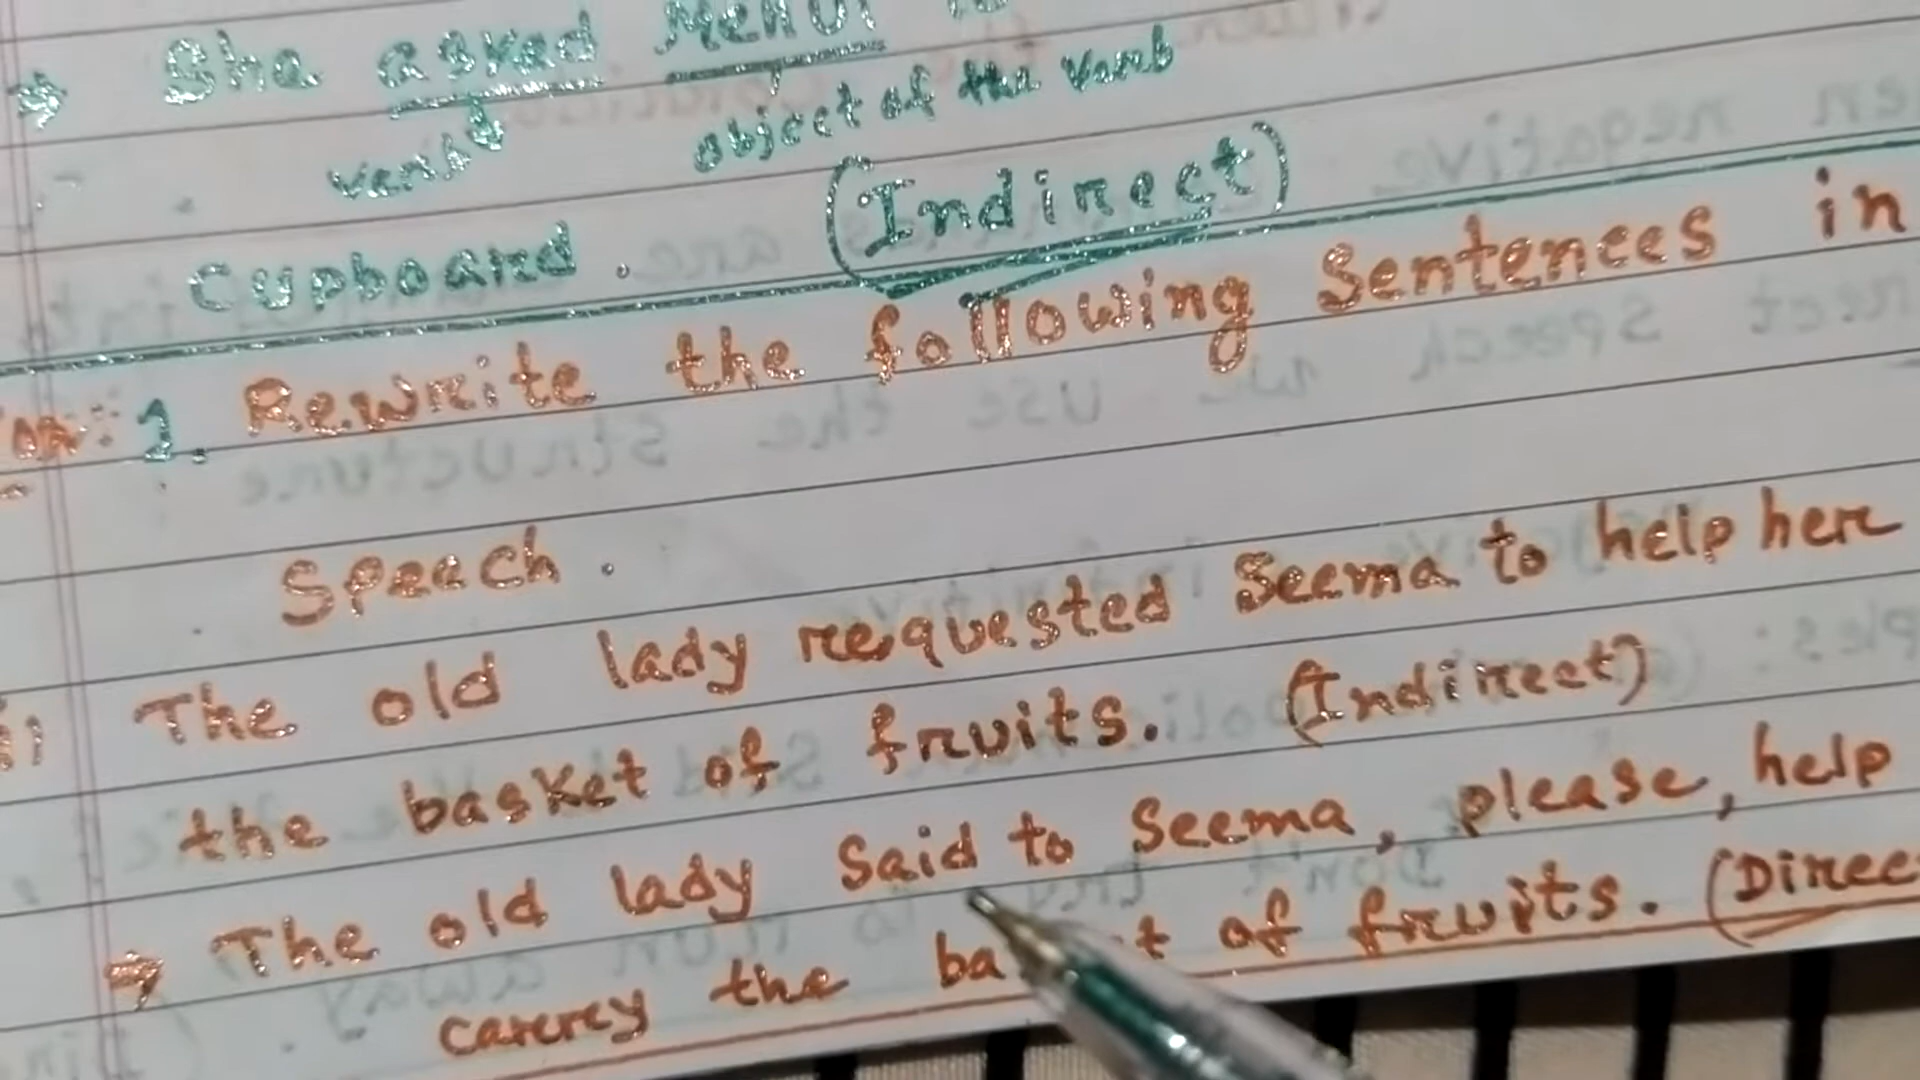 ⇒ She asked Menui to
verb object of the verb
Cupboard. (Indirect)
1. Rewrite the following Sentences in
Speech.
The old lady requested Seema to help her
the basket of fruits. (Indirect)
⇒ The old lady Said to Seema, please, help
carry the of fruits. (Direc